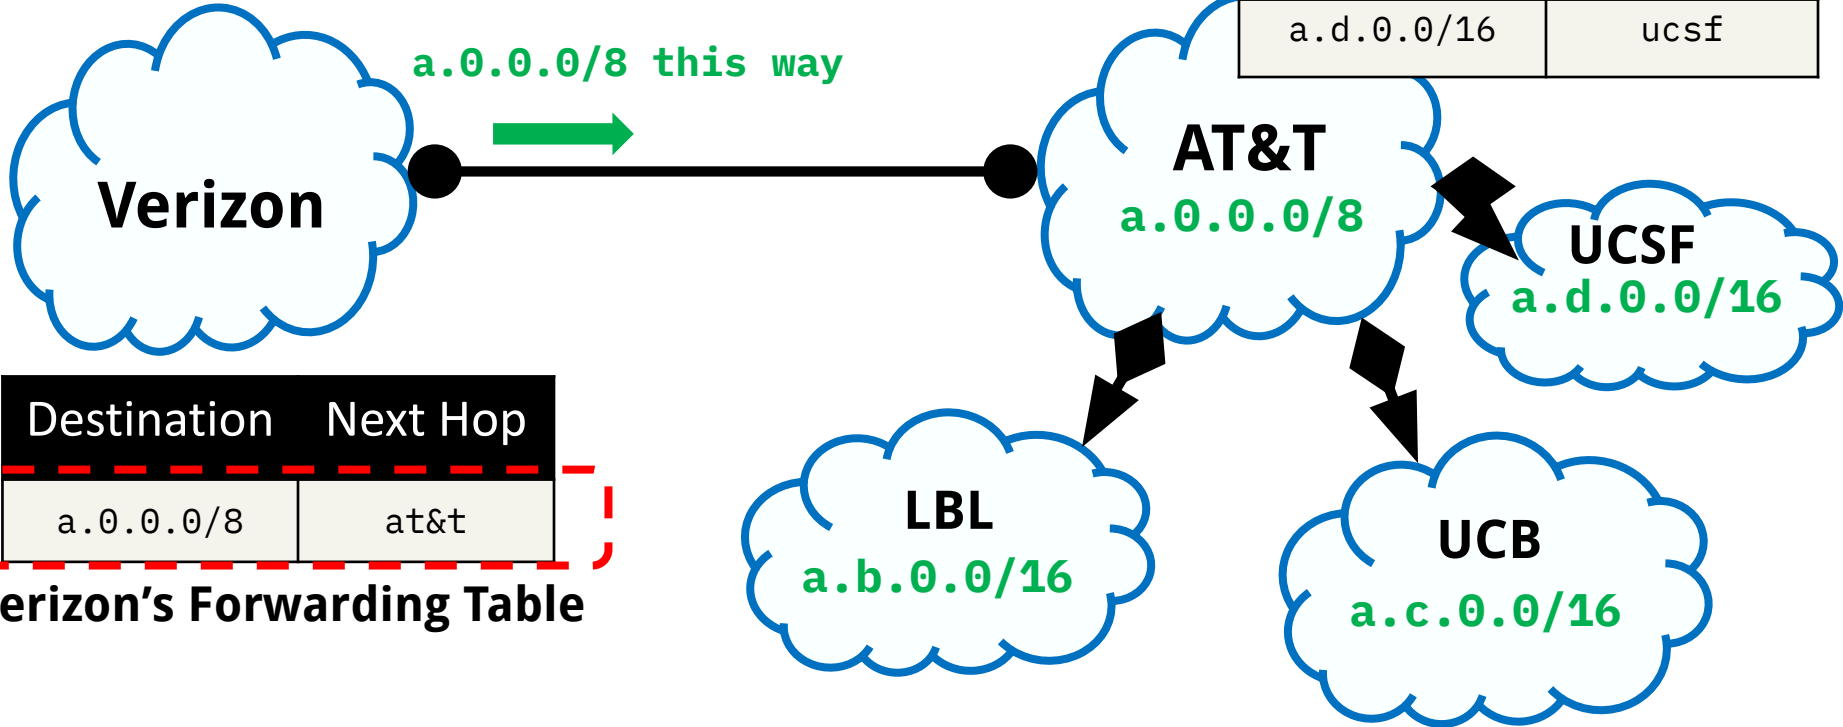 a.d.0.0/16 ucsf
a.0.0.0/8 this way
AT&T
a.0.0.0/8
Verizon
UCSF
a.d.0.0/16
Destination Next Hop
a.0.0.0/8 at&t
erizon’s Forwarding Table
LBL
a.b.0.0/16
UCB
a.c.0.0/16